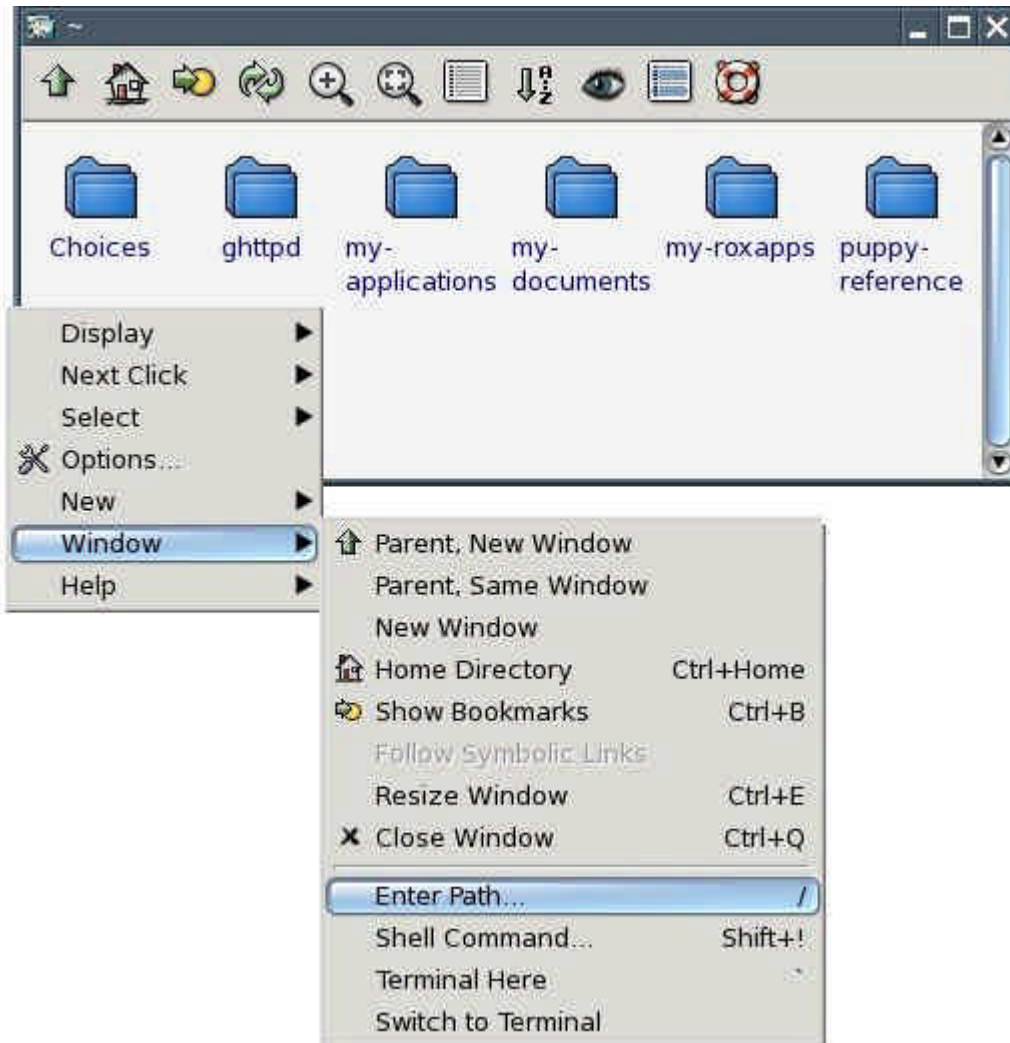 ~
Choices ghttpd my- my- my-roxapps puppy-
applications documents reference
Display
Next Click
Select
Options...
New
Window
Help
Parent, New Window
Parent, Same Window
New Window
Home Directory Ctrl+Home
Show Bookmarks Ctrl+B
Follow Symbolic Links
Resize Window Ctrl+E
Close Window Ctrl+Q
Enter Path... /
Shell Command... Shift+!
Terminal Here `
Switch to Terminal